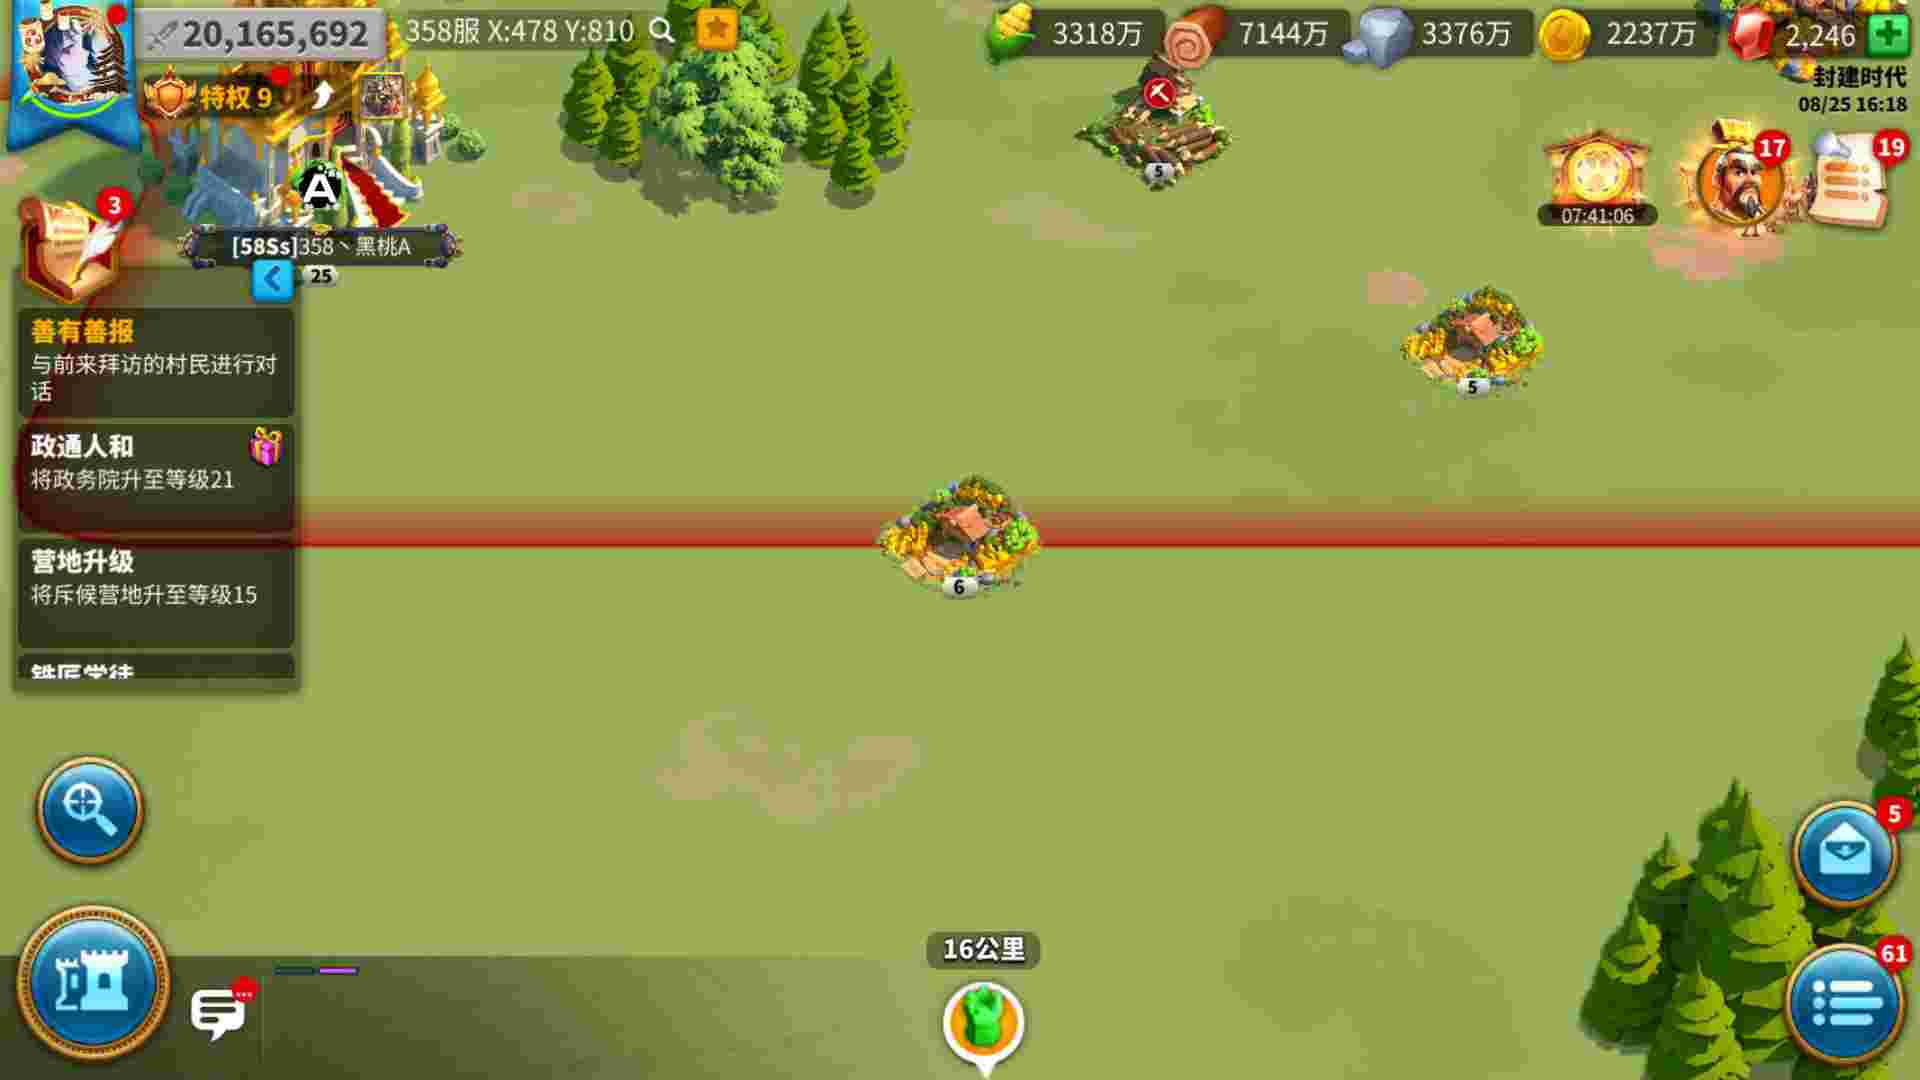 20,165,692
358服 X:478 Y:810
3318万
7144万
3376万
2237万
2,246
特权 9
封建时代
08/25 16:18
A
5
17
19
07:41:06
3
[58Ss]358丶黑桃A
25
善有善报
与前来拜访的村民进行对
话
5
政通人和
将政务院升至等级21
营地升级
将斥候营地升至等级15
6
铁匠学徒
5
16公里
61